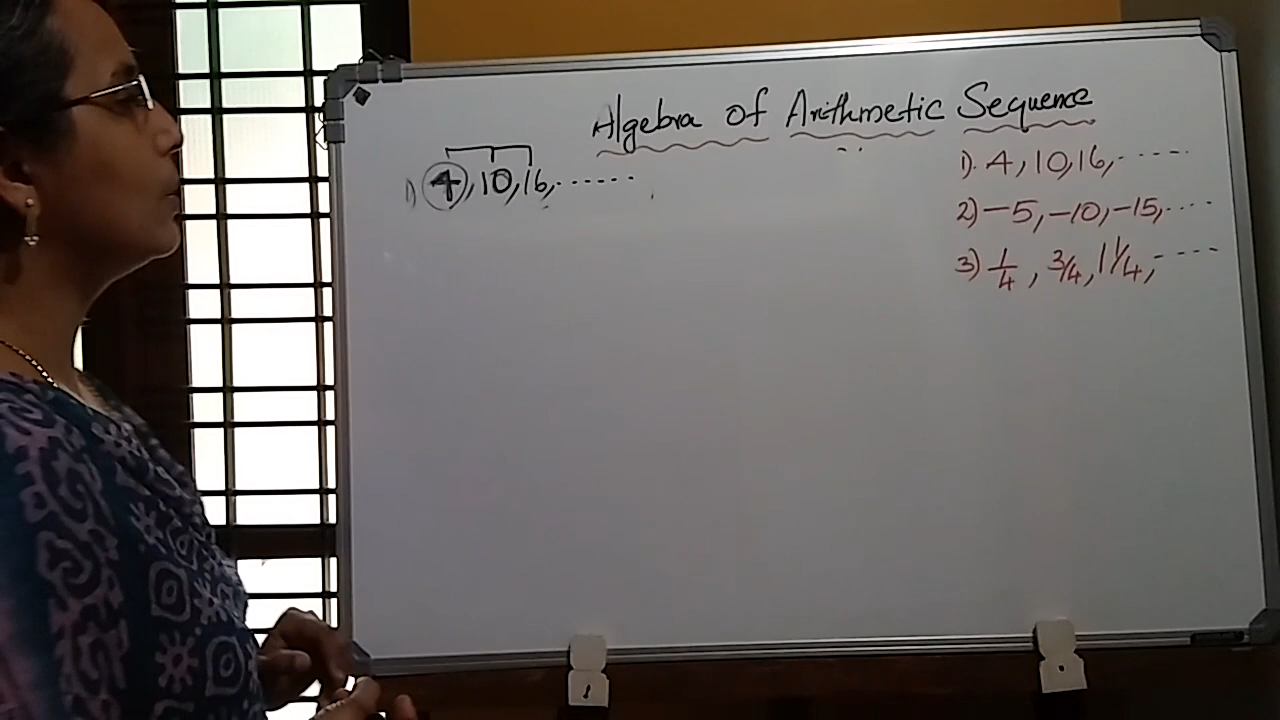 Algebra of Arithmetic Sequence
1) 4, 10, 16, ......
1). 4, 10, 16, ------
2) -5, -10, -15, ....
3) 1/4, 3/4, 1 1/4, ----